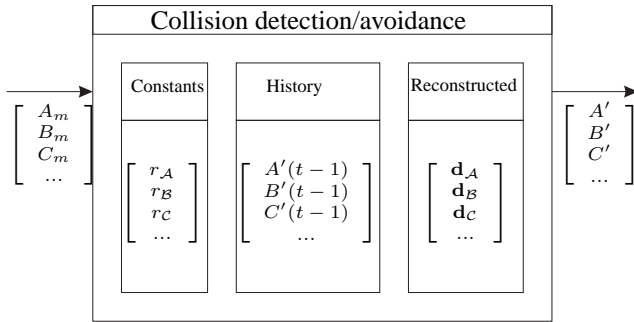 Collision detection/avoidance
Constants
History
Reconstructed
A_m
B_m
C_m
...
r_𝒜
r_ℬ
r_𝒞
...
A′(t − 1)
B′(t − 1)
C′(t − 1)
...
𝐝_𝒜
𝐝_ℬ
𝐝_𝒞
...
A′
B′
C′
...